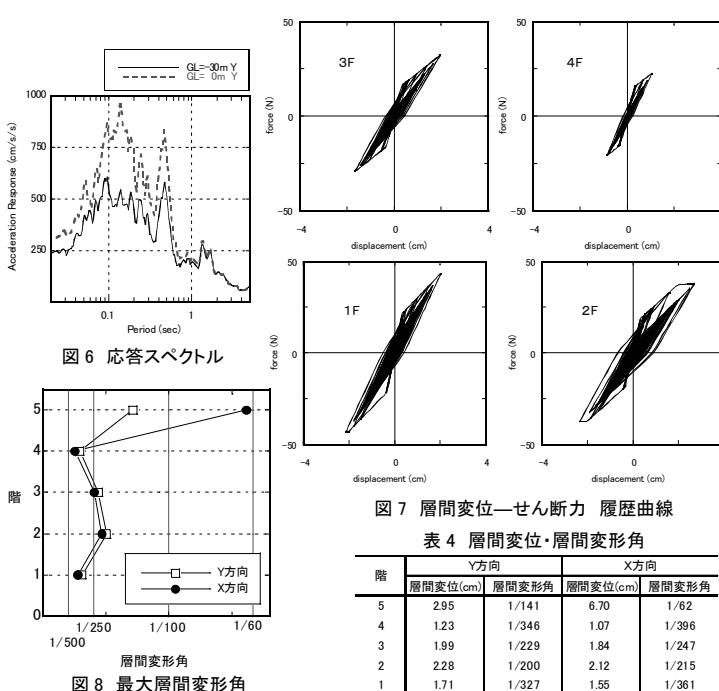 GL=-30m Y
GL= 0m Y
1000
750
500
250
Acceleration Response (cm/s/s)
0.1
1
Period (sec)
図 6 応答スペクトル
5
4
3
2
1
0
階
1/500
1/250
1/100
1/60
Y方向
X方向
層間変形角
図 8 最大層間変形角
50
0
-50
force (N)
3F
-4
0
4
displacement (cm)
50
0
-50
force (N)
4F
-4
0
displacement (cm)
50
0
-50
force (N)
1F
-4
0
4
displacement (cm)
50
0
-50
force (N)
2F
-4
0
displacement (cm)
図 7 層間変位―せん断力 履歴曲線
表 4 層間変位・層間変形角
階 Y方向 X方向
層間変位(cm) 層間変形角 層間変位(cm) 層間変形角
5 2.95 1/141 6.70 1/62
4 1.23 1/346 1.07 1/396
3 1.99 1/229 1.84 1/247
2 2.28 1/200 2.12 1/215
1 1.71 1/327 1.55 1/361